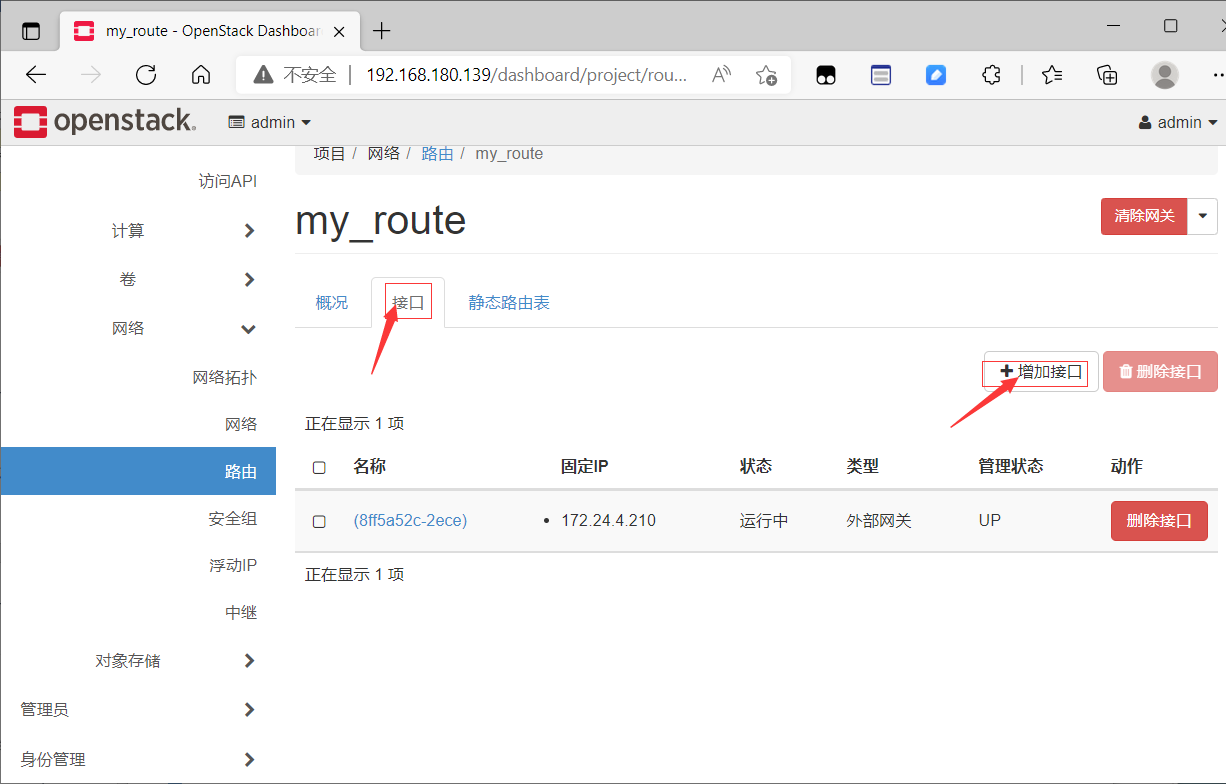 my_route - OpenStack Dashboar
不安全 192.168.180.139/dashboard/project/rou...
openstack. admin admin
项目 / 网络 / 路由 / my_route
访问API
计算
卷
网络
网络拓扑
网络
路由
安全组
浮动IP
中继
对象存储
管理员
身份管理
my_route
清除网关
概况 接口 静态路由表
增加接口 删除接口
正在显示 1 项
名称 固定IP 状态 类型 管理状态 动作
(8ff5a52c-2ece) • 172.24.4.210 运行中 外部网关 UP 删除接口
正在显示 1 项